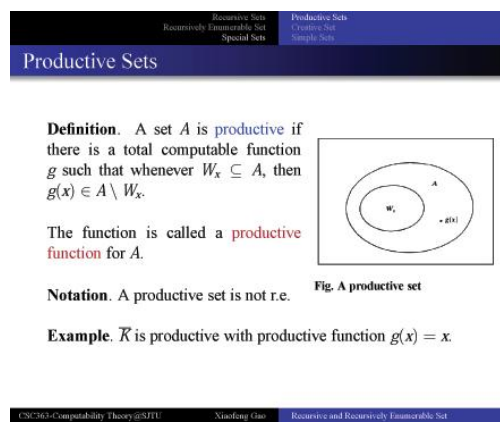 Recursive Sets
Recursively Enumerable Set
Special Sets
Productive Sets
Creative Set
Simple Sets
Productive Sets
Definition. A set A is productive if
there is a total computable function
g such that whenever Wₓ ⊆ A, then
g(x) ∈ A \ Wₓ.
The function is called a productive
function for A.
Notation. A productive set is not r.e.
A
Wₓ
g(x)
Fig. A productive set
Example. K̅ is productive with productive function g(x) = x.
CSC363-Computability Theory@SJTU
Xiaofeng Gao
Recursive and Recursively Enumerable Set